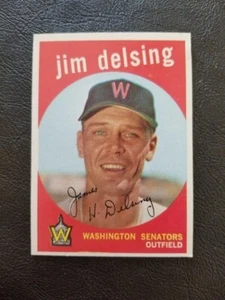 jim delsing
W
James
H. Delsing
W
WASHINGTON SENATORS
OUTFIELD